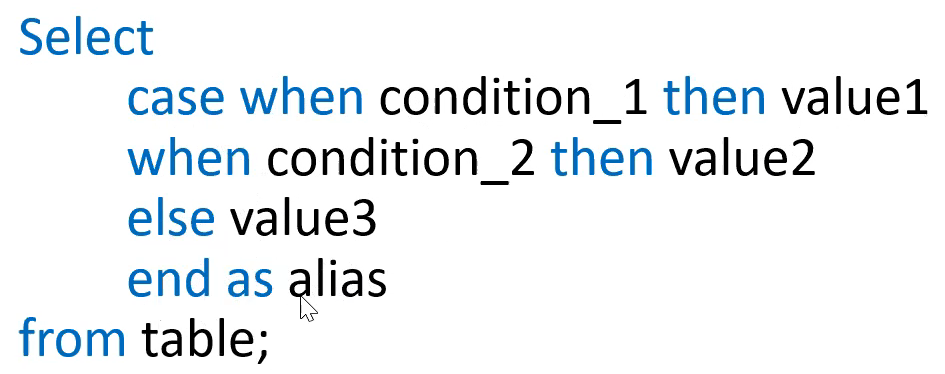 Select
case when condition_1 then value1
when condition_2 then value2
else value3
end as alias
from table;